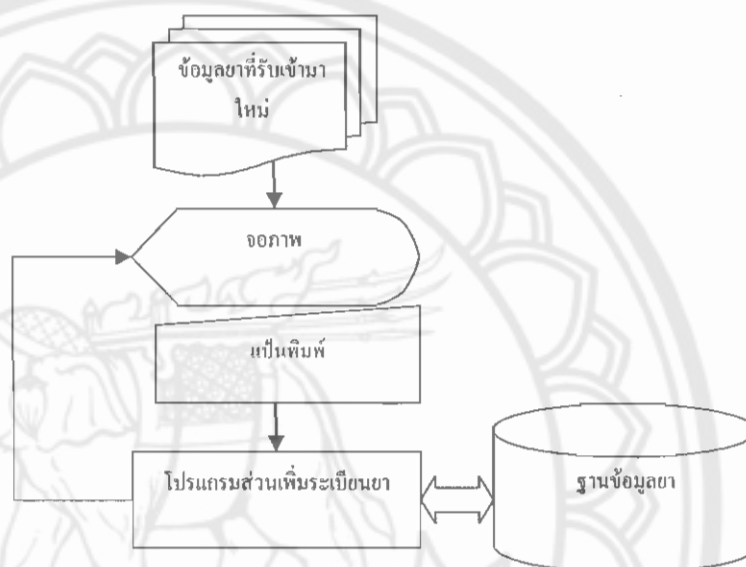 ข้อมูลยาที่รับเข้ามา
ใหม่
จอภาพ
แป้นพิมพ์
โปรแกรมส่วนเพิ่มระเบียนยา
ฐานข้อมูลยา